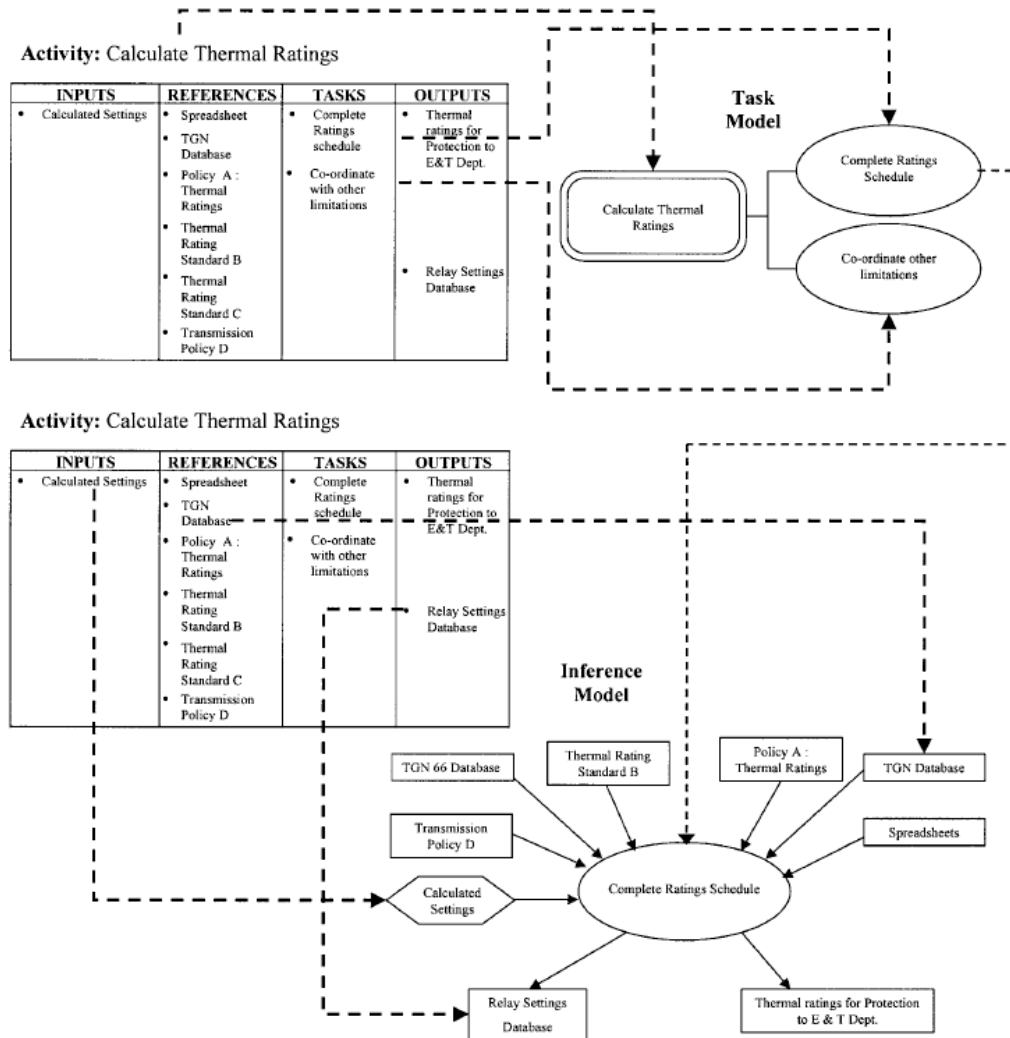 Activity: Calculate Thermal Ratings
INPUTS REFERENCES TASKS OUTPUTS
• Calculated Settings
• Spreadsheet
• TGN
Database
• Policy A :
Thermal
Ratings
• Thermal
Rating
Standard B
• Thermal
Rating
Standard C
• Transmission
Policy D
• Complete
Ratings
schedule
• Co-ordinate
with other
limitations
• Thermal
ratings for
Protection to
E&T Dept.
• Relay Settings
Database
Task
Model
Calculate Thermal
Ratings
Complete Ratings
Schedule
Co-ordinate other
limitations
Activity: Calculate Thermal Ratings
INPUTS REFERENCES TASKS OUTPUTS
• Calculated Settings
• Spreadsheet
• TGN
Database
• Policy A :
Thermal
Ratings
• Thermal
Rating
Standard B
• Thermal
Rating
Standard C
• Transmission
Policy D
• Complete
Ratings
schedule
• Co-ordinate
with other
limitations
• Thermal
ratings for
Protection to
E&T Dept.
• Relay Settings
Database
Inference
Model
TGN 66 Database
Thermal Rating
Standard B
Policy A :
Thermal Ratings
TGN Database
Transmission
Policy D
Spreadsheets
Calculated
Settings
Complete Ratings Schedule
Relay Settings
Database
Thermal ratings for Protection
to E & T Dept.